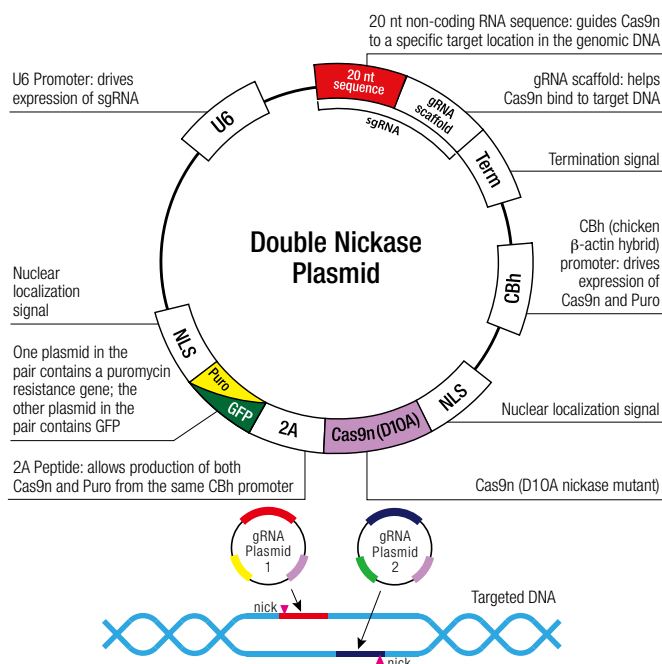 20 nt non-coding RNA sequence: guides Cas9n
to a specific target location in the genomic DNA
U6 Promoter: drives
expression of sgRNA
gRNA scaffold: helps
Cas9n bind to target DNA
20 nt
sequence
gRNA
scaffold
sgRNA
U6
Term
Termination signal
Double Nickase
Plasmid
CBh (chicken
β-actin hybrid)
promoter: drives
expression of
Cas9n and Puro
CBh
Nuclear
localization
signal
NLS
One plasmid in the
pair contains a puromycin
resistance gene; the
other plasmid in the
pair contains GFP
Puro
GFP
2A
Cas9n (D10A)
NLS
Nuclear localization signal
2A Peptide: allows production of both
Cas9n and Puro from the same CBh promoter
Cas9n (D10A nickase mutant)
gRNA
Plasmid
1
gRNA
Plasmid
2
Targeted DNA
nick
nick